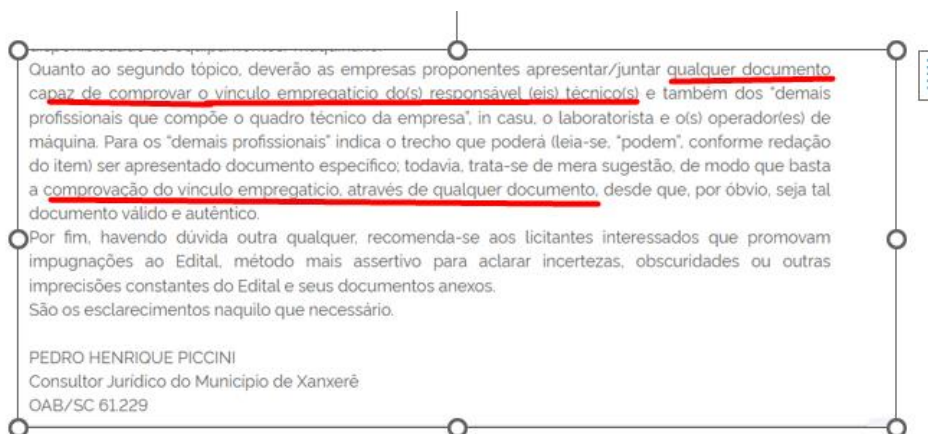 Quanto ao segundo tópico, deverão as empresas proponentes apresentar/juntar qualquer documento
capaz de comprovar o vínculo empregatício do(s) responsável (eis) técnico(s) e também dos "demais
profissionais que compõe o quadro técnico da empresa", in casu, o laboratorista e o(s) operador(es) de
máquina. Para os "demais profissionais" indica o trecho que poderá (leia-se, "podem", conforme redação
do item) ser apresentado documento específico; todavia, trata-se de mera sugestão, de modo que basta
a comprovação do vínculo empregatício, através de qualquer documento, desde que, por óbvio, seja tal
documento válido e autêntico.
Por fim, havendo dúvida outra qualquer, recomenda-se aos licitantes interessados que promovam
impugnações ao Edital, método mais assertivo para aclarar incertezas, obscuridades ou outras
imprecisões constantes do Edital e seus documentos anexos.
São os esclarecimentos naquilo que necessário.
PEDRO HENRIQUE PICCINI
Consultor Jurídico do Município de Xanxerê
OAB/SC 61.229